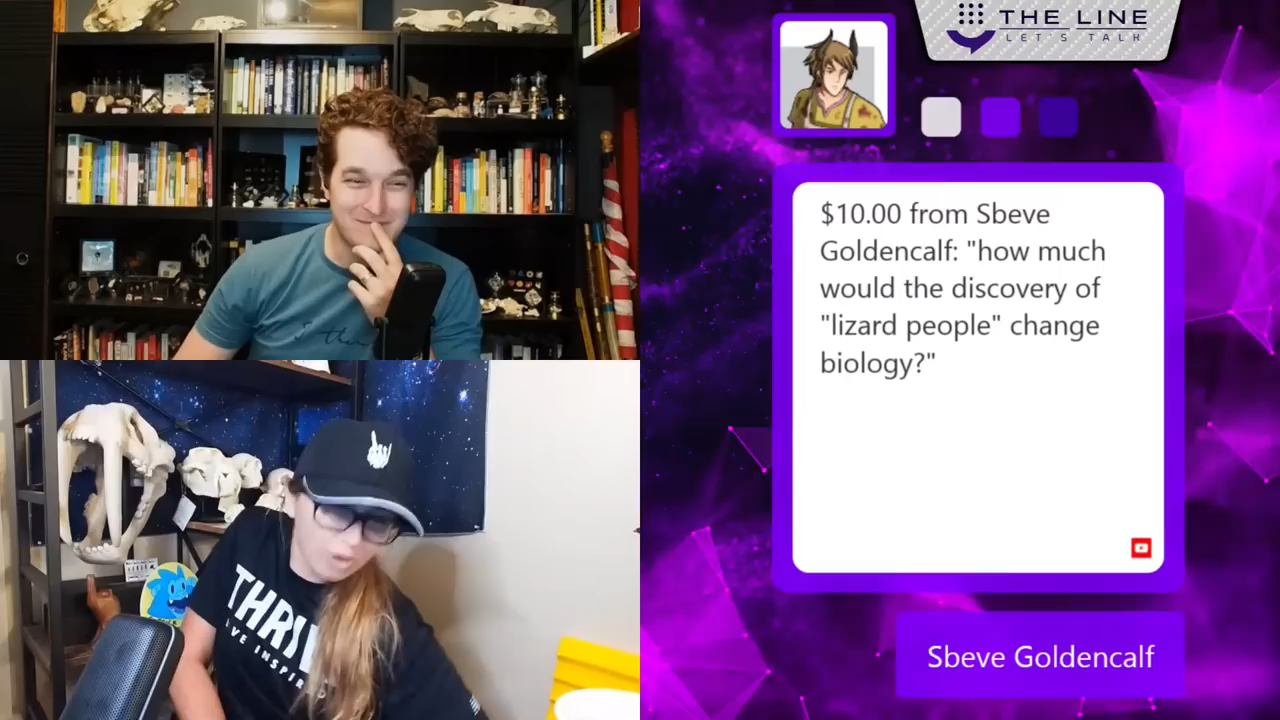 THE LINE
LET'S TALK
$10.00 from Sbeve
Goldencalf: "how much
would the discovery of
"lizard people" change
biology?"
Sbeve Goldencalf